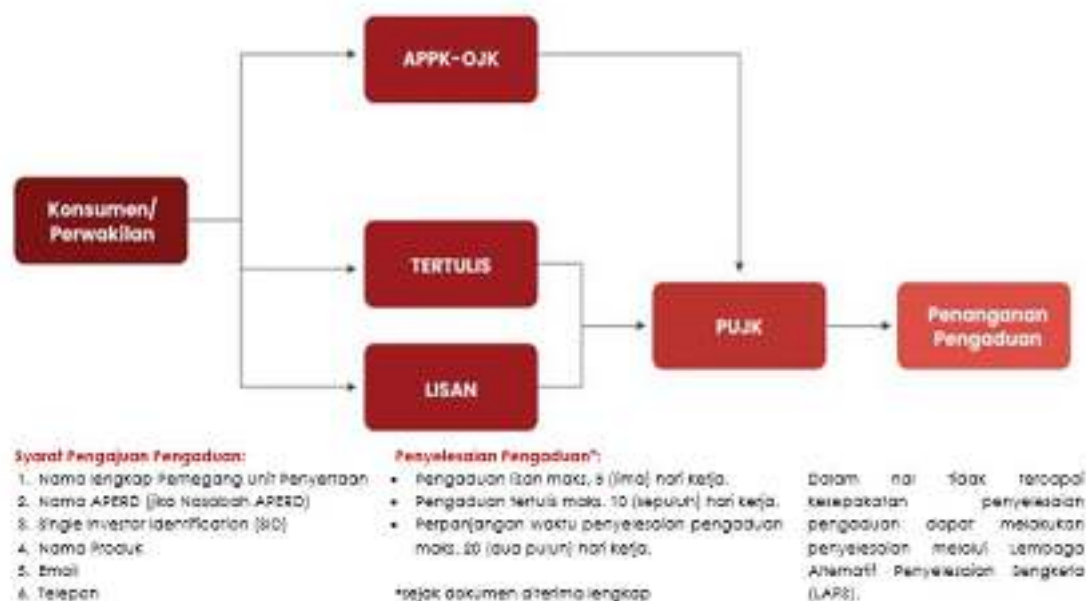 APPK-OJK
Konsumen/
Perwakilan
TERTULIS
PUJK
Penanganan
Pengaduan
LISAN
Syarat Pengajuan Pengaduan:
1. Nama lengkap Pemegang Unit Penyertaan
2. Nama APERD (jika Nasabah APERD)
3. Single Investor Identification (SID)
4. Nama Produk
5. Email
6. Telepon
Penyelesaian Pengaduan*:
• Pengaduan lisan maks. 5 (lima) hari kerja.
• Pengaduan tertulis maks. 10 (sepuluh) hari kerja.
• Perpanjangan waktu penyelesaian pengaduan
maks. 20 (dua puluh) hari kerja.
*sejak dokumen diterima lengkap
Dalam hal tidak tercapai
kesepakatan penyelesaian
pengaduan dapat melakukan
penyelesaian melalui Lembaga
Alternatif Penyelesaian Sengketa
(LAPS).